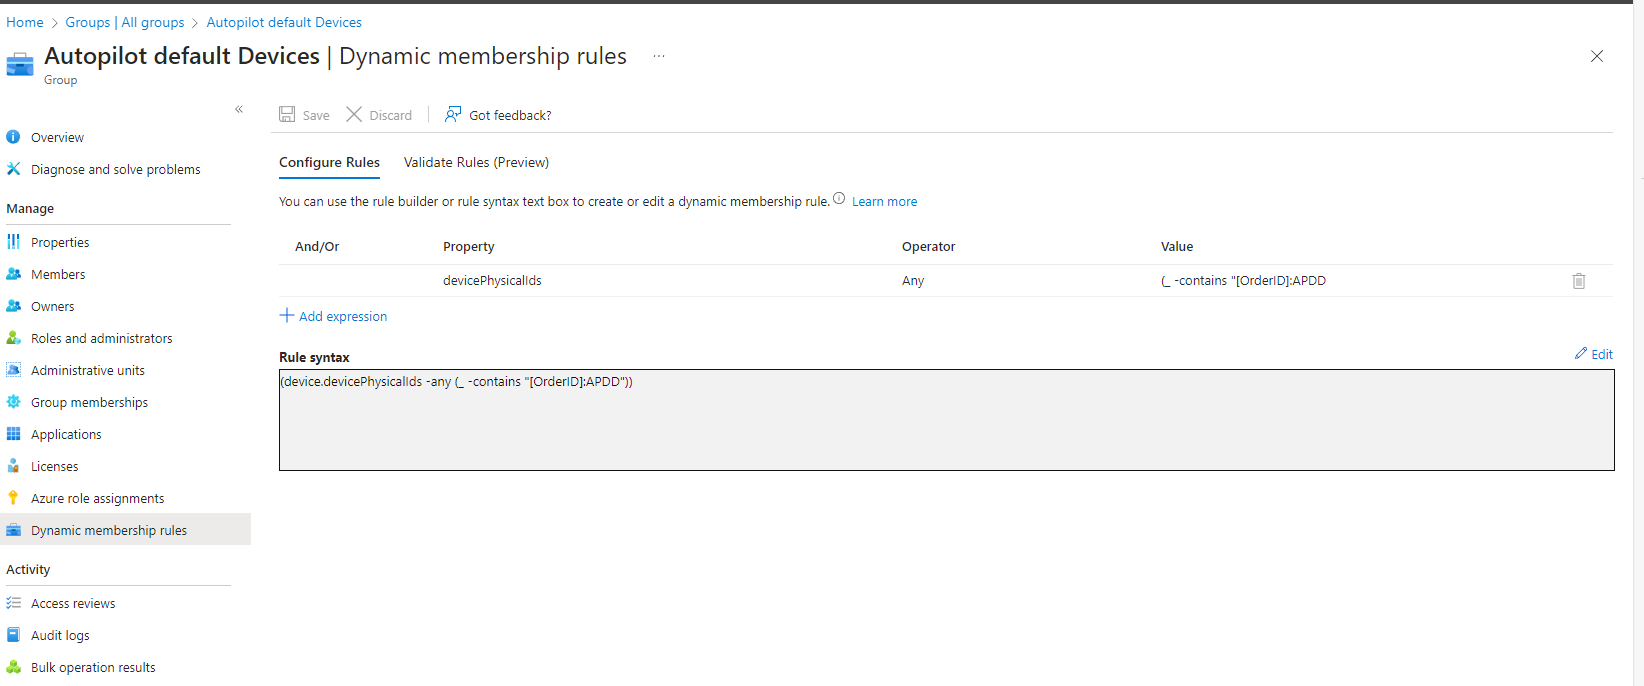 Home > Groups | All groups > Autopilot default Devices
Autopilot default Devices | Dynamic membership rules ...
Group
«
Overview
Diagnose and solve problems
Manage
Properties
Members
Owners
Roles and administrators
Administrative units
Group memberships
Applications
Licenses
Azure role assignments
Dynamic membership rules
Activity
Access reviews
Audit logs
Bulk operation results
Save Discard Got feedback?
Configure Rules Validate Rules (Preview)
You can use the rule builder or rule syntax text box to create or edit a dynamic membership rule. Learn more
And/Or Property Operator Value
devicePhysicalIds Any (_ -contains "[OrderID]:APDD
+ Add expression
Rule syntax Edit
(device.devicePhysicalIds -any (_ -contains "[OrderID]:APDD"))